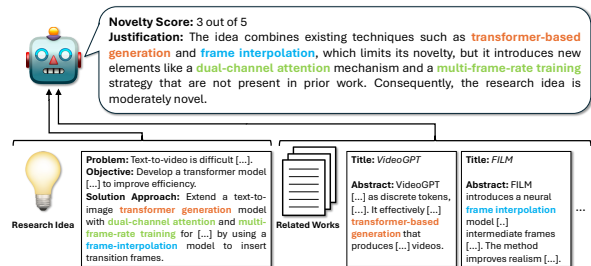 Novelty Score: 3 out of 5
Justification: The idea combines existing techniques such as transformer-based
generation and frame interpolation, which limits its novelty, but it introduces new
elements like a dual-channel attention mechanism and a multi-frame-rate training
strategy that are not present in prior work. Consequently, the research idea is
moderately novel.
Research Idea
Problem: Text-to-video is difficult [...].
Objective: Develop a transformer model
[...] to improve efficiency.
Solution Approach: Extend a text-to-
image transformer generation model
with dual-channel attention and multi-
frame-rate training for [...] by using a
frame-interpolation model to insert
transition frames.
Related Works
Title: VideoGPT
Abstract: VideoGPT
[...] as discrete tokens,
[...]. It effectively [...]
transformer-based
generation that
produces [...] videos.
Title: FILM
Abstract: FILM
introduces a neural
frame interpolation
model [..]
intermediate frames
[...]. The method
improves realism [...].
...